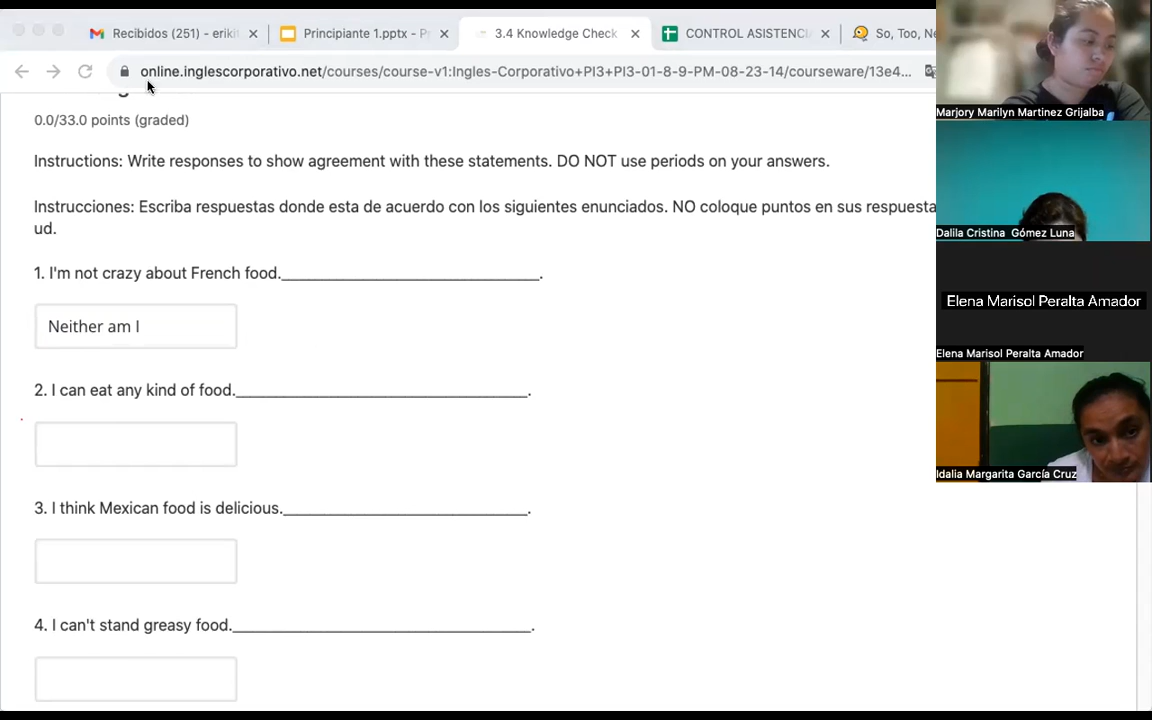 Recibidos (251) - eriki
Principiante 1.pptx - P
3.4 Knowledge Check
CONTROL ASISTENCI
So, Too, Ne
online.inglescorporativo.net/courses/course-v1:Ingles-Corporativo+PI3+PI3-01-8-9-PM-08-23-14/courseware/13e4...
0.0/33.0 points (graded)
Instructions: Write responses to show agreement with these statements. DO NOT use periods on your answers.
Instrucciones: Escriba respuestas donde esta de acuerdo con los siguientes enunciados. NO coloque puntos en sus respuesta
ud.
1. I'm not crazy about French food.______________________________.
Neither am I
2. I can eat any kind of food.__________________________________.
3. I think Mexican food is delicious.____________________________.
4. I can't stand greasy food.___________________________________.
Marjory Marilyn Martinez Grijalba
Dalila Cristina Gómez Luna
Elena Marisol Peralta Amador
Elena Marisol Peralta Amador
Idalia Margarita García Cruz